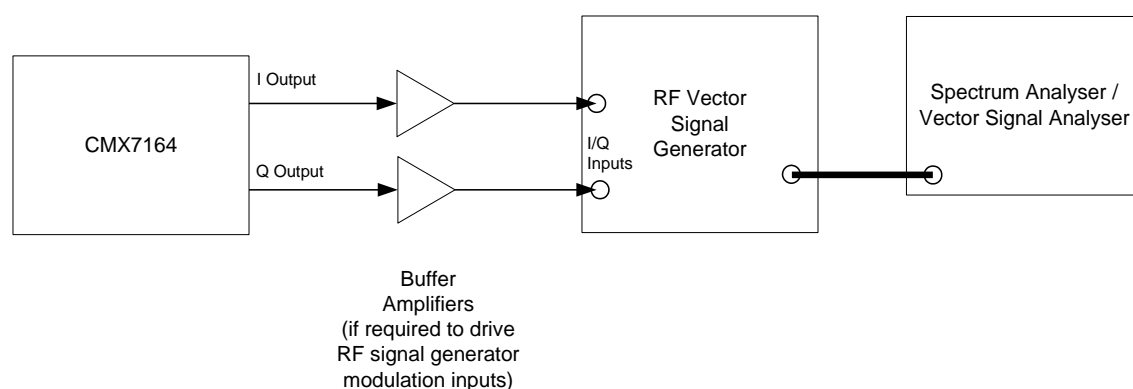 CMX7164
I Output
Q Output
Buffer
Amplifiers
(if required to drive
RF signal generator
modulation inputs)
I/Q
Inputs
RF Vector
Signal
Generator
Spectrum Analyser /
Vector Signal Analyser